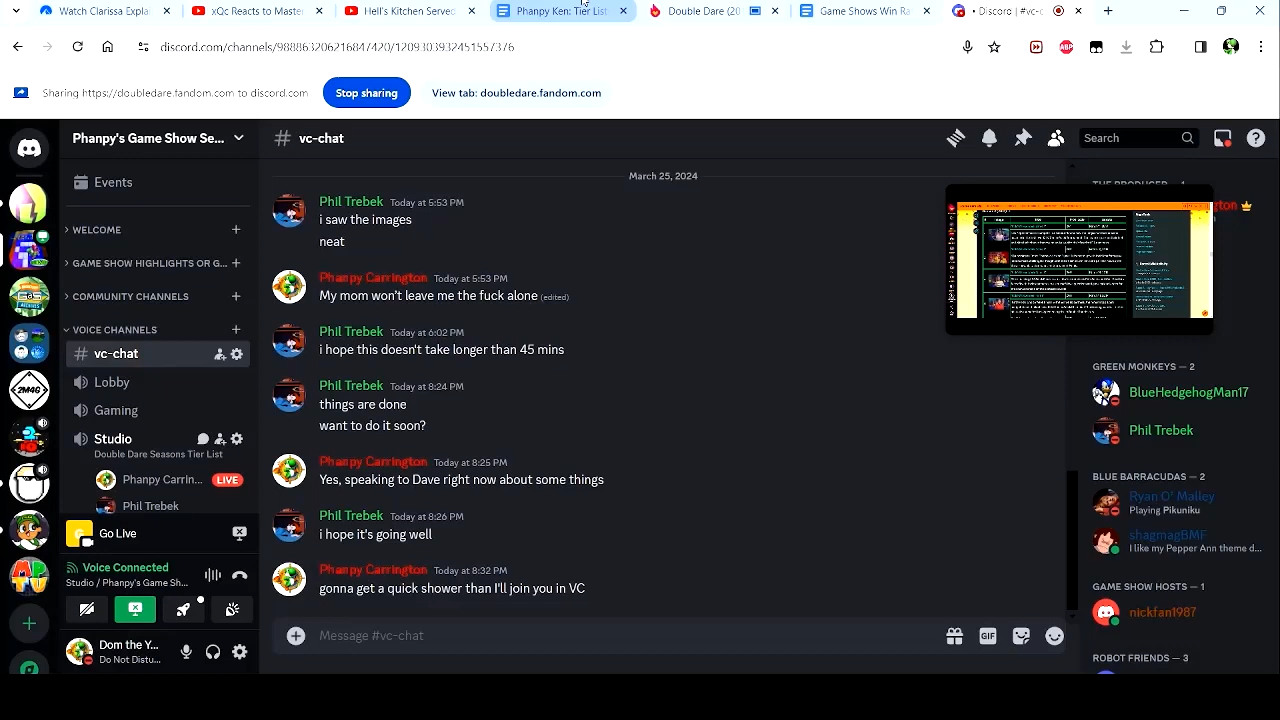 Watch Clarissa Explai
xQc Reacts to Master
Hell's Kitchen Served
Phanpy Ken: Tier List
Double Dare (20
Game Shows Win Ra
• Discord | #vc-c
discord.com/channels/988863206216847420/1209303932451557376
ABP
Sharing https://doubledare.fandom.com to discord.com
Stop sharing
View tab: doubledare.fandom.com
Phanpy's Game Show Se...
# vc-chat
Search
Events
WELCOME
GAME SHOW HIGHLIGHTS OR G...
COMMUNITY CHANNELS
VOICE CHANNELS
# vc-chat
Lobby
Gaming
Studio
Double Dare Seasons Tier List
Phanpy Carrin...
LIVE
Phil Trebek
Go Live
Voice Connected
Studio / Phanpy's Game Sh...
Dom the Y...
Do Not Distu...
2M4G
March 25, 2024
Phil Trebek Today at 5:53 PM
i saw the images
neat
Phanpy Carrington Today at 5:53 PM
My mom won't leave me the fuck alone (edited)
Phil Trebek Today at 6:02 PM
i hope this doesn't take longer than 45 mins
Phil Trebek Today at 8:24 PM
things are done
want to do it soon?
Phanpy Carrington Today at 8:25 PM
Yes, speaking to Dave right now about some things
Phil Trebek Today at 8:26 PM
i hope it's going well
Phanpy Carrington Today at 8:32 PM
gonna get a quick shower than I'll join you in VC
Message #vc-chat
GIF
GREEN MONKEYS — 2
BlueHedgehogMan17
Phil Trebek
BLUE BARRACUDAS — 2
Ryan O' Malley
Playing Pikuniku
shagmagBMF
I like my Pepper Ann theme d...
GAME SHOW HOSTS — 1
nickfan1987
ROBOT FRIENDS — 3